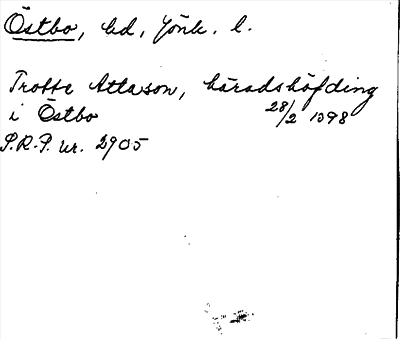 Östbo, hd, Jönk. l.
Trotte Attason, häradshöfding
i Östbo 28/2 1398
S.R.P. nr. 2905